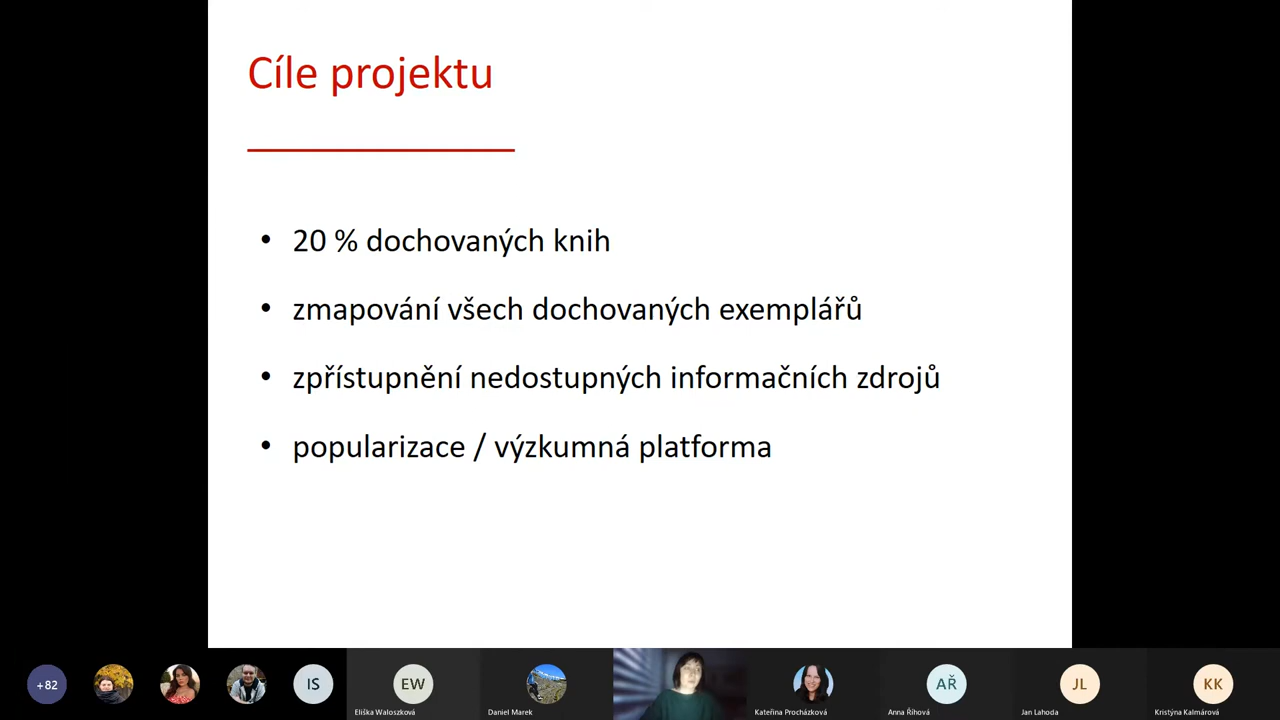 Cíle projektu
• 20 % dochovaných knih
• zmapování všech dochovaných exemplářů
• zpřístupnění nedostupných informačních zdrojů
• popularizace / výzkumná platforma
+82
IS
EW
AŘ
JL
KK
Eliška Waloszková
Daniel Marek
Kateřina Procházková
Anna Říhová
Jan Lahoda
Kristýna Kalmárová